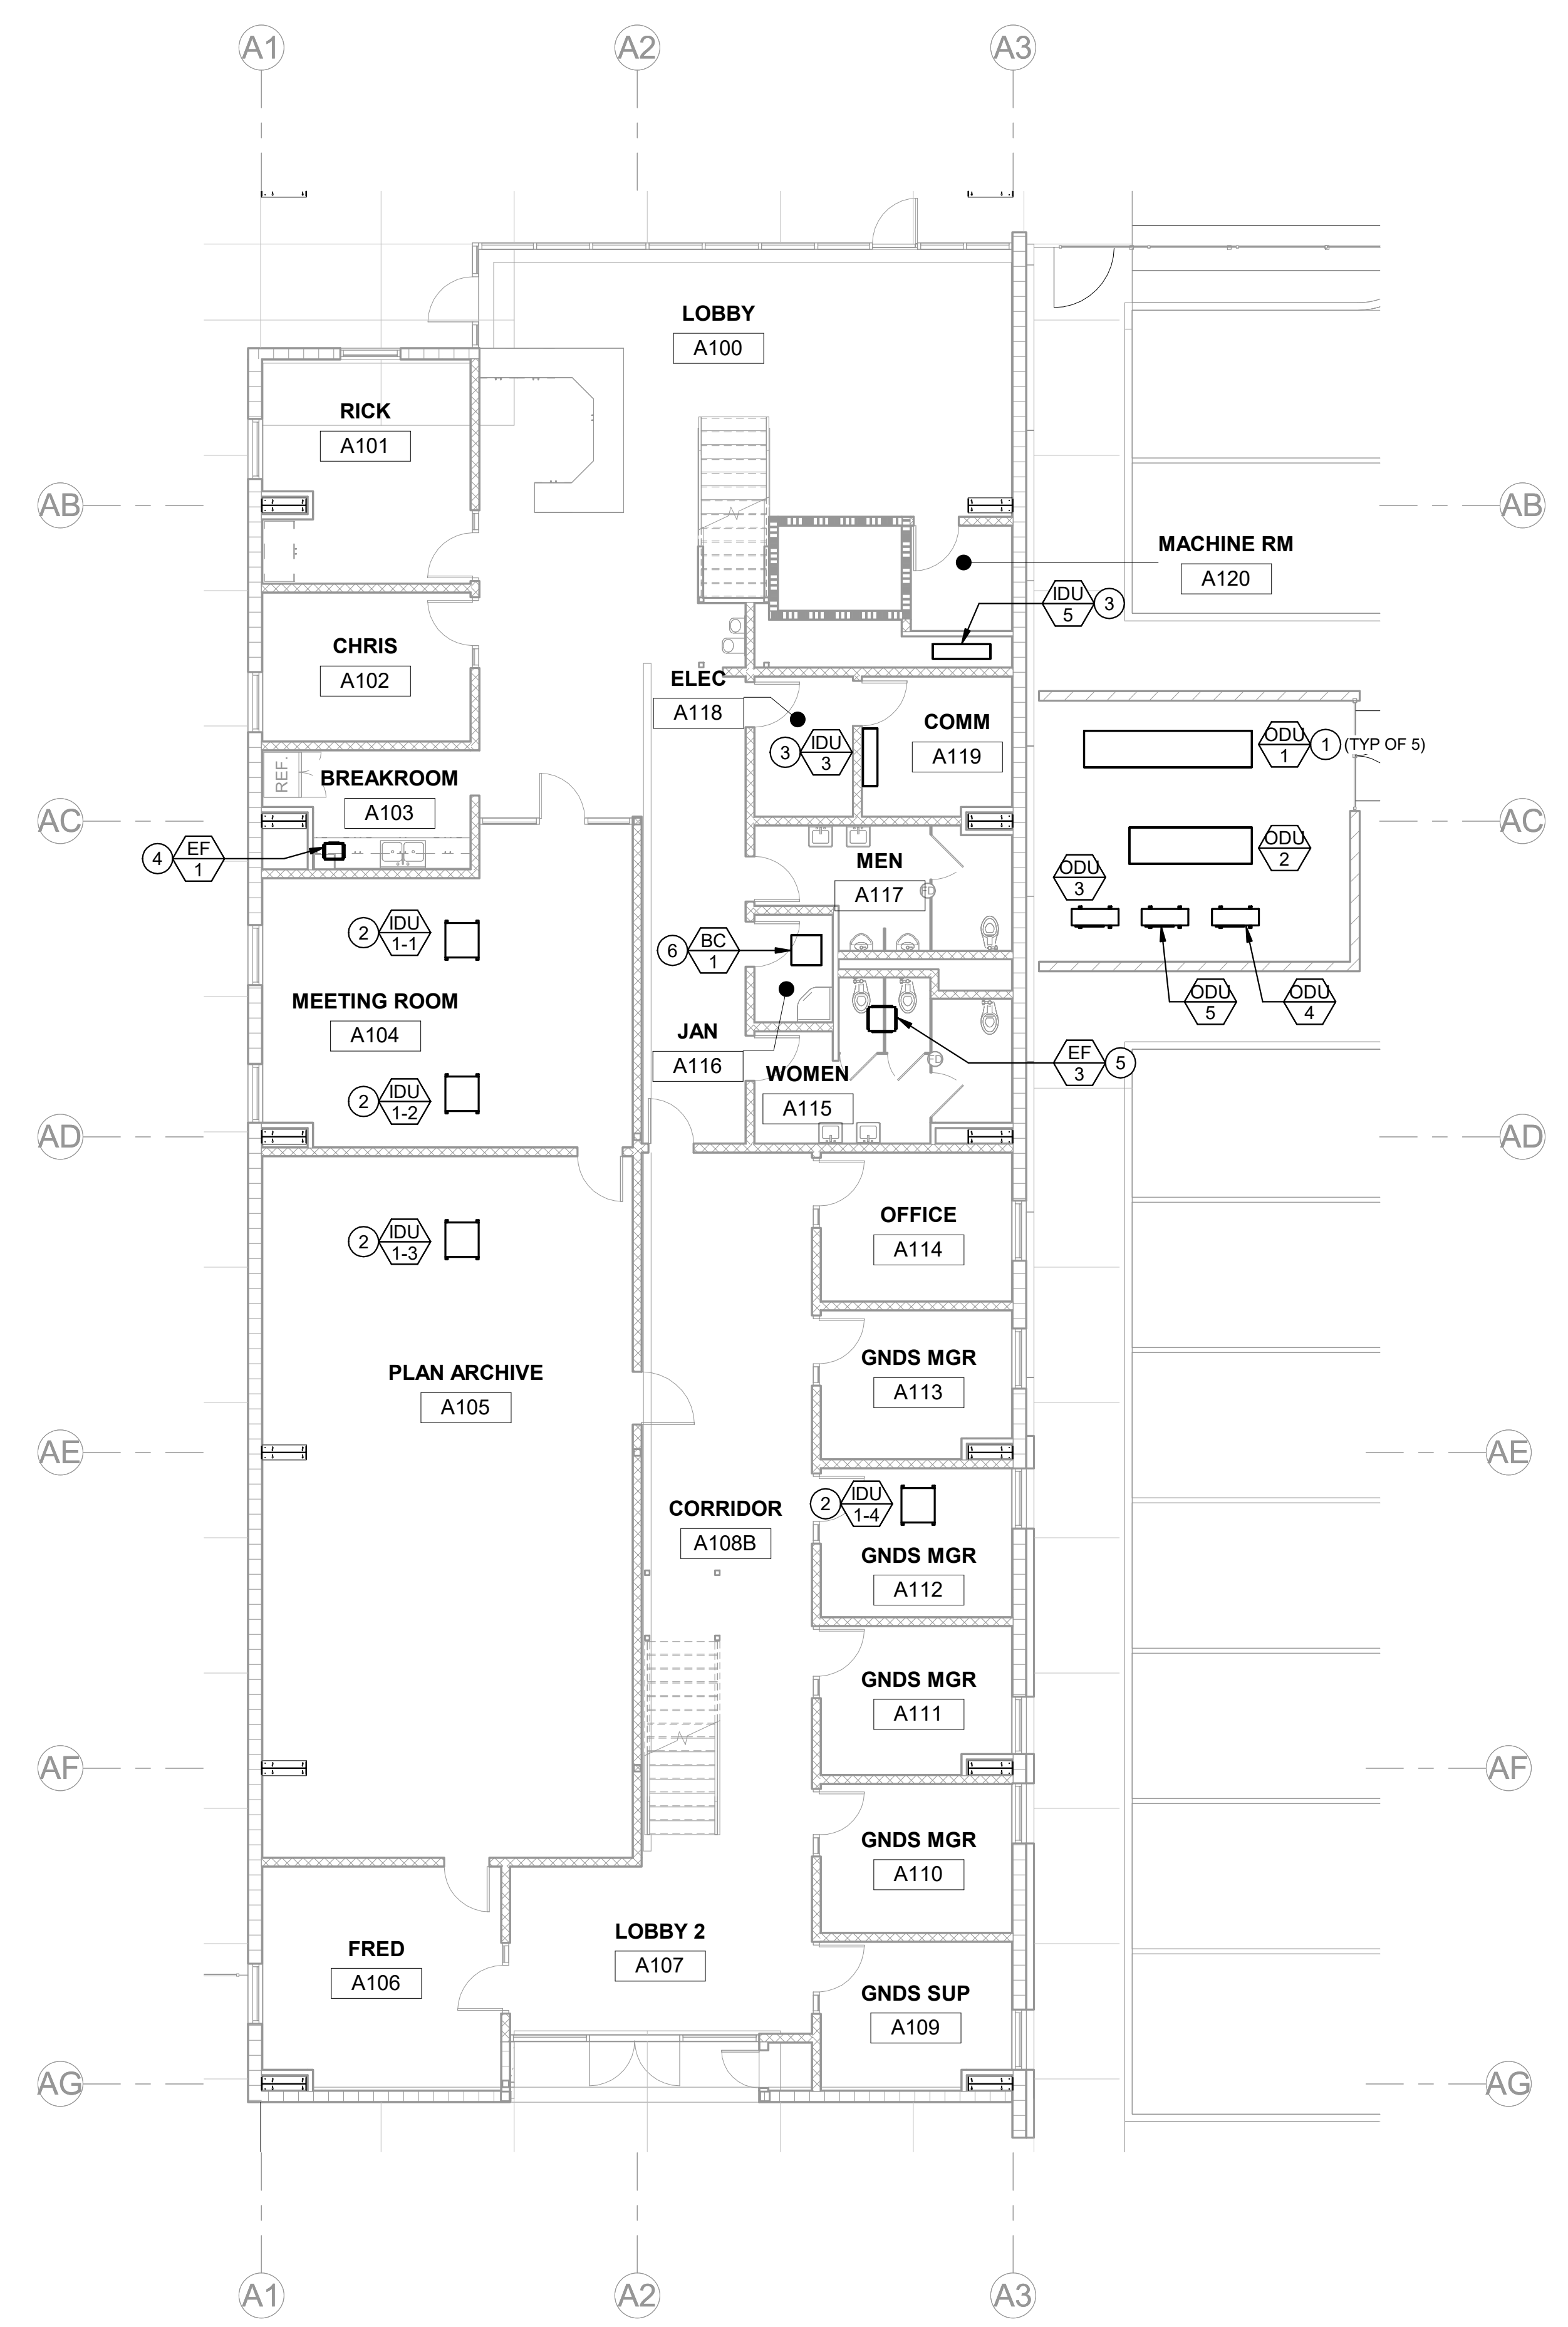 A1
A2
A3
LOBBY
A100
RICK
A101
AB
AB
MACHINE RM
A120
IDU
5
3
CHRIS
A102
ELEC
A118
COMM
A119
3
IDU
3
ODU
1
1
(TYP OF 5)
REF.
BREAKROOM
A103
AC
AC
4
EF
1
MEN
A117
FD
ODU
2
ODU
3
2
IDU
1-1
6
BC
1
MEETING ROOM
A104
ODU
5
ODU
4
JAN
A116
FD
EF
3
5
WOMEN
A115
2
IDU
1-2
AD
AD
2
IDU
1-3
OFFICE
A114
PLAN ARCHIVE
A105
GNDS MGR
A113
AE
AE
2
IDU
1-4
CORRIDOR
A108B
GNDS MGR
A112
GNDS MGR
A111
AF
AF
GNDS MGR
A110
LOBBY 2
A107
FRED
A106
GNDS SUP
A109
AG
AG
A1
A2
A3